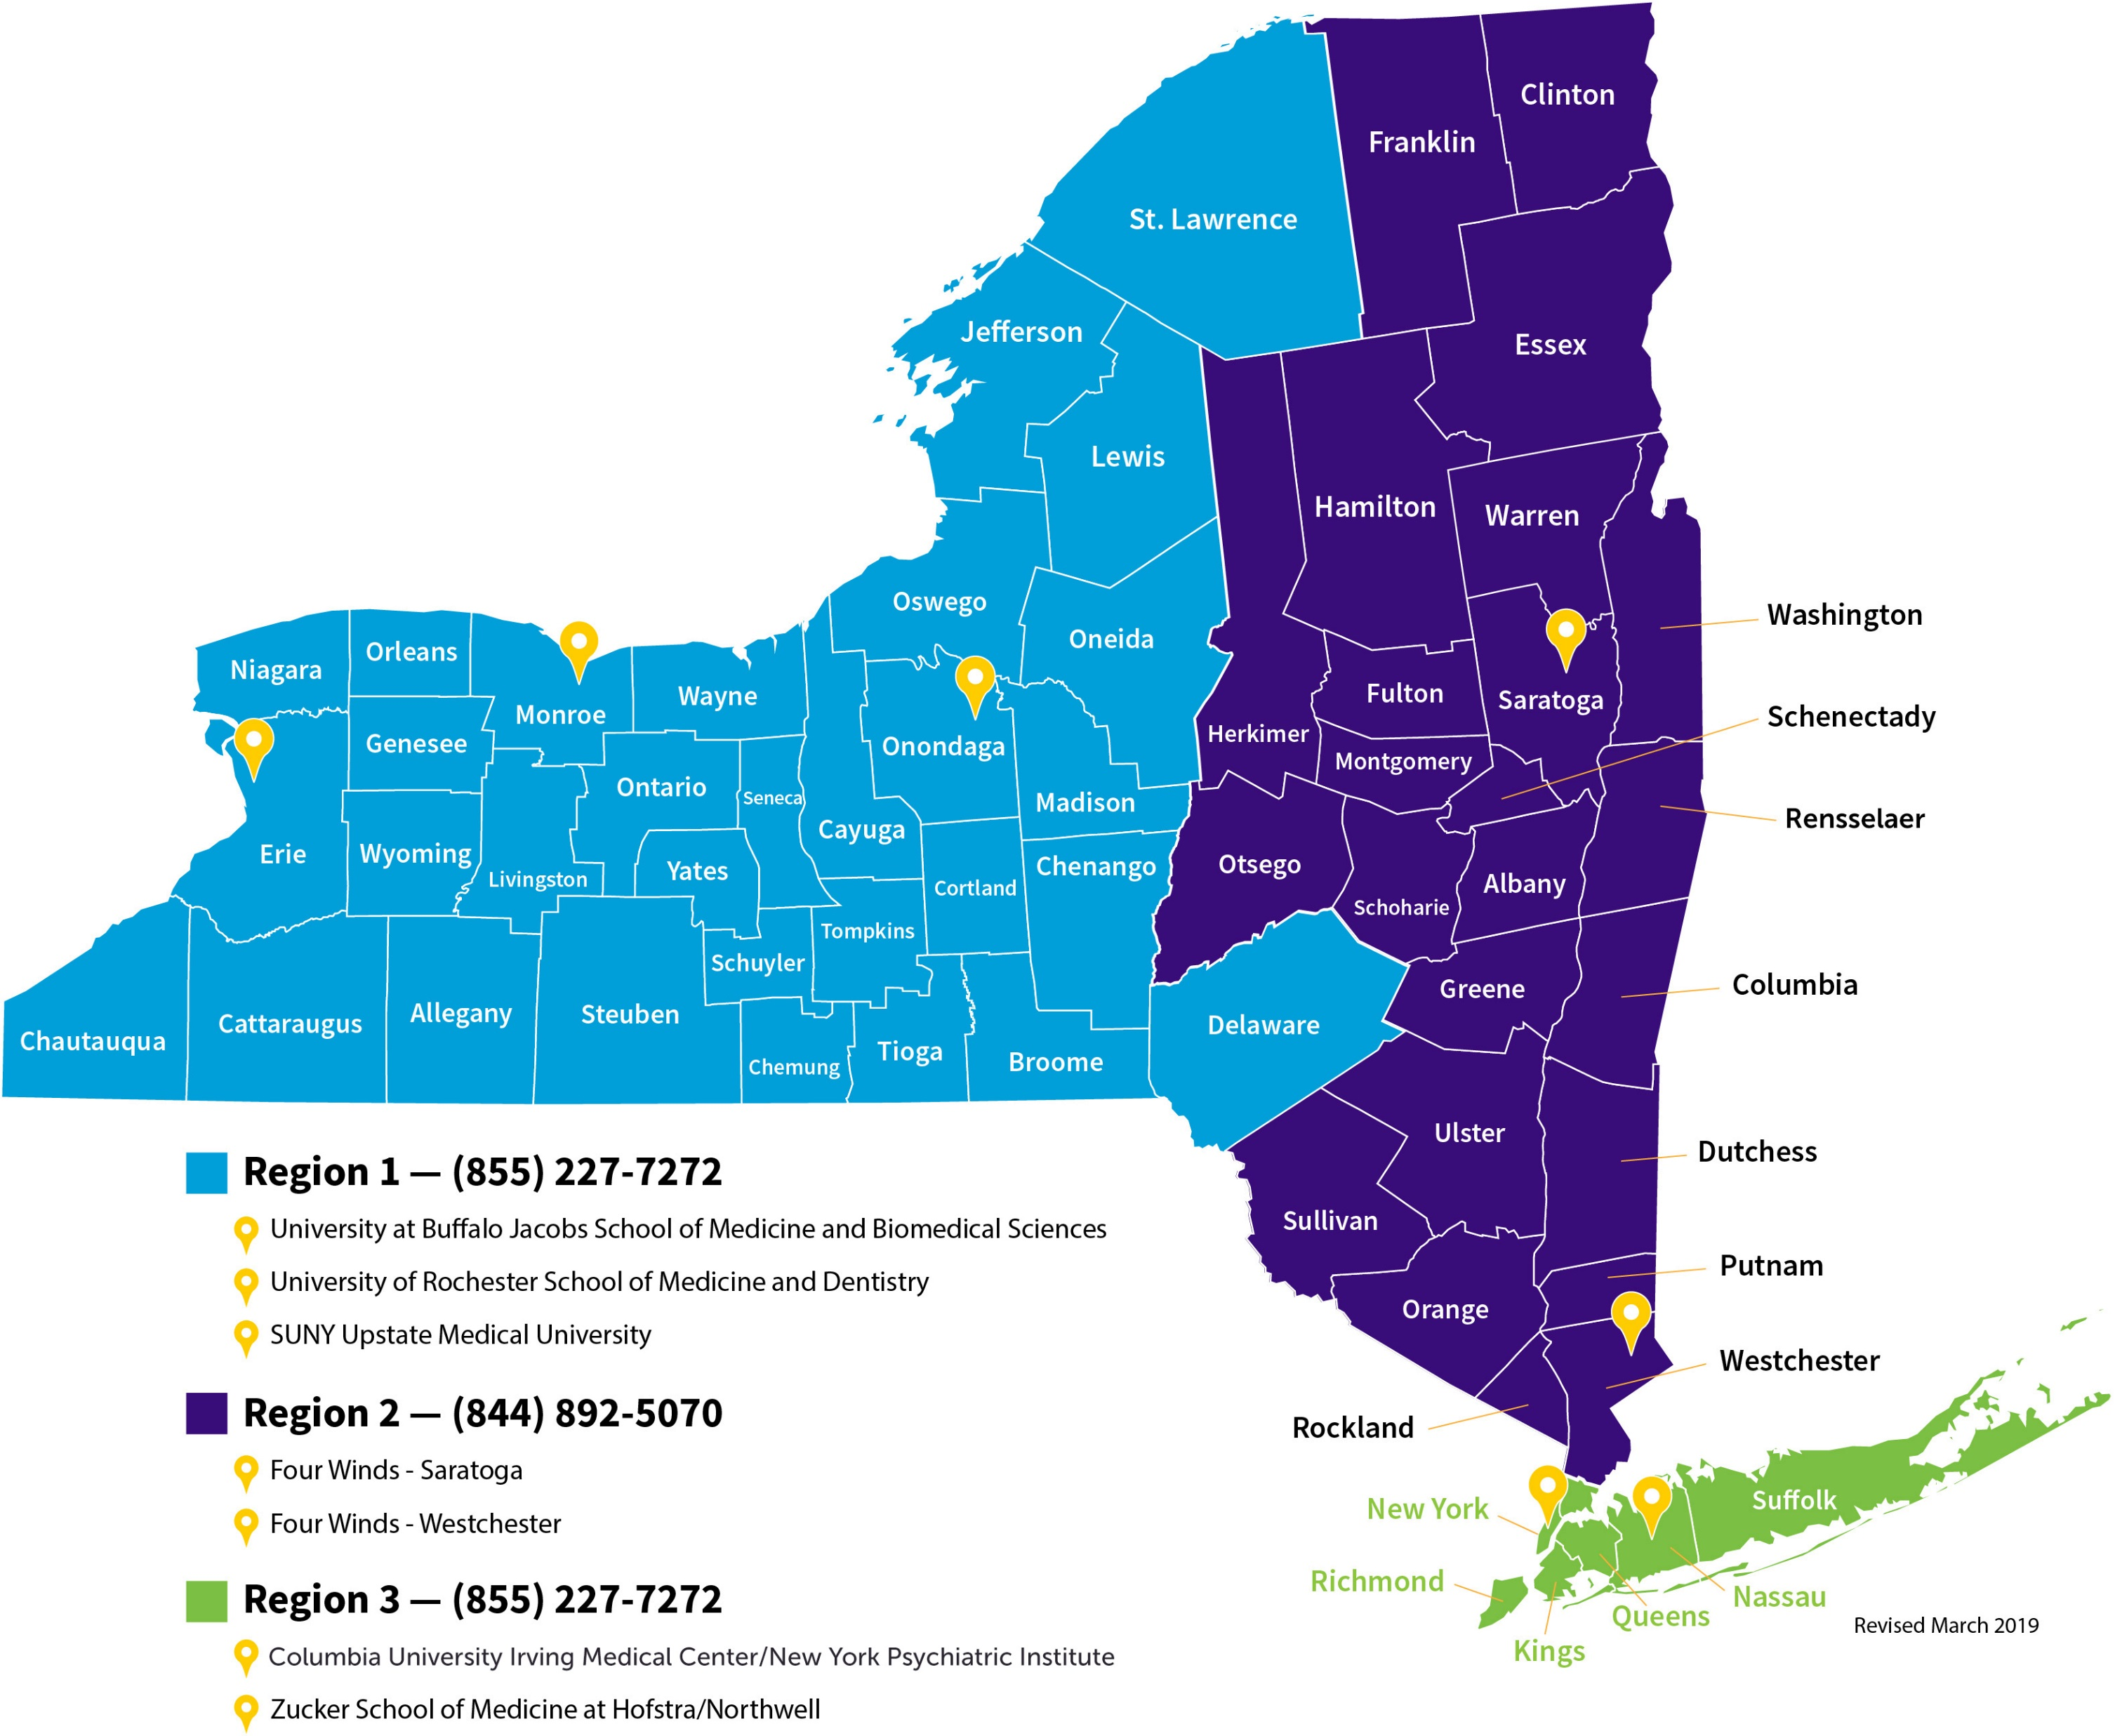 Clinton
Franklin
St. Lawrence
Jefferson
Essex
Lewis
Hamilton
Warren
Oswego
Washington
Oneida
Orleans
Niagara
Wayne
Fulton
Saratoga
Monroe
Schenectady
Herkimer
Genesee
Onondaga
Montgomery
Ontario
Seneca
Madison
Rensselaer
Cayuga
Erie
Wyoming
Otsego
Chenango
Yates
Livingston
Cortland
Albany
Schoharie
Tompkins
Schuyler
Columbia
Greene
Allegany
Steuben
Cattaraugus
Delaware
Chautauqua
Tioga
Broome
Chemung
Ulster
Dutchess
Sullivan
Putnam
Orange
Westchester
Rockland
Suffolk
New York
Richmond
Nassau
Queens
Kings
Region 1 — (855) 227-7272
University at Buffalo Jacobs School of Medicine and Biomedical Sciences
University of Rochester School of Medicine and Dentistry
SUNY Upstate Medical University
Region 2 — (844) 892-5070
Four Winds - Saratoga
Four Winds - Westchester
Region 3 — (855) 227-7272
Columbia University Irving Medical Center/New York Psychiatric Institute
Zucker School of Medicine at Hofstra/Northwell
Revised March 2019